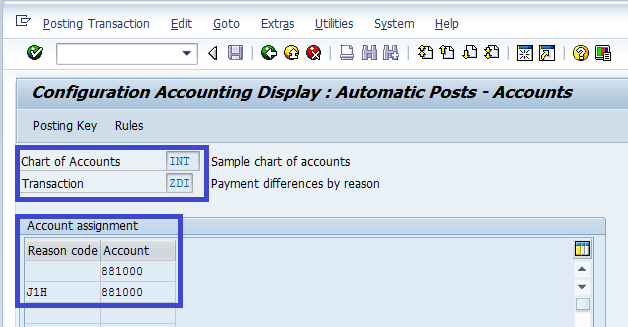 Posting Transaction Edit Goto Extras Utilities System Help
Configuration Accounting Display : Automatic Posts - Accounts
Posting Key Rules
Chart of Accounts INT Sample chart of accounts
Transaction ZDI Payment differences by reason
Account assignment
Reason code Account
881000
J1H 881000